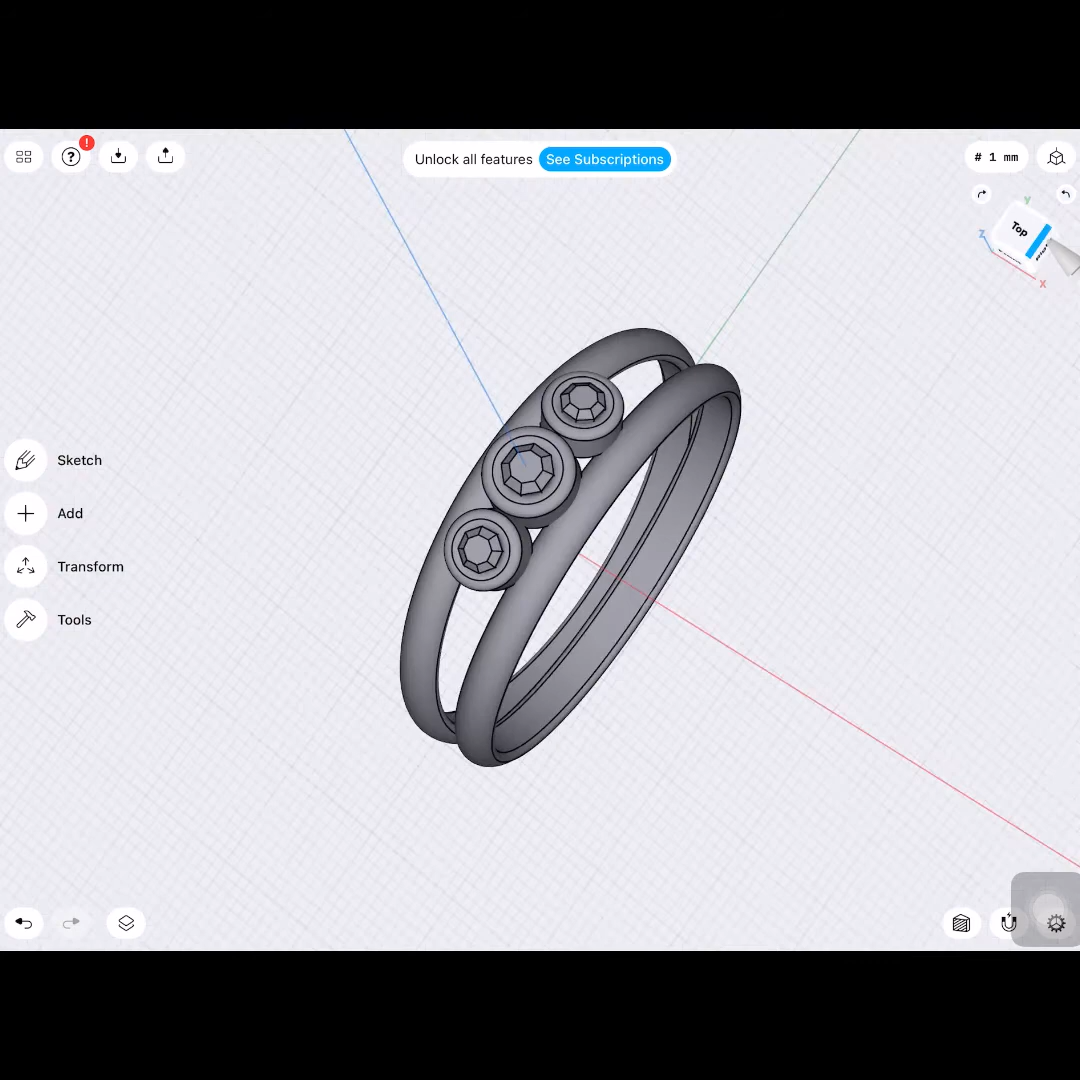 ?
!
Unlock all features See Subscriptions
# 1 mm
Top
Y
Z
X
Sketch
Add
Transform
Tools